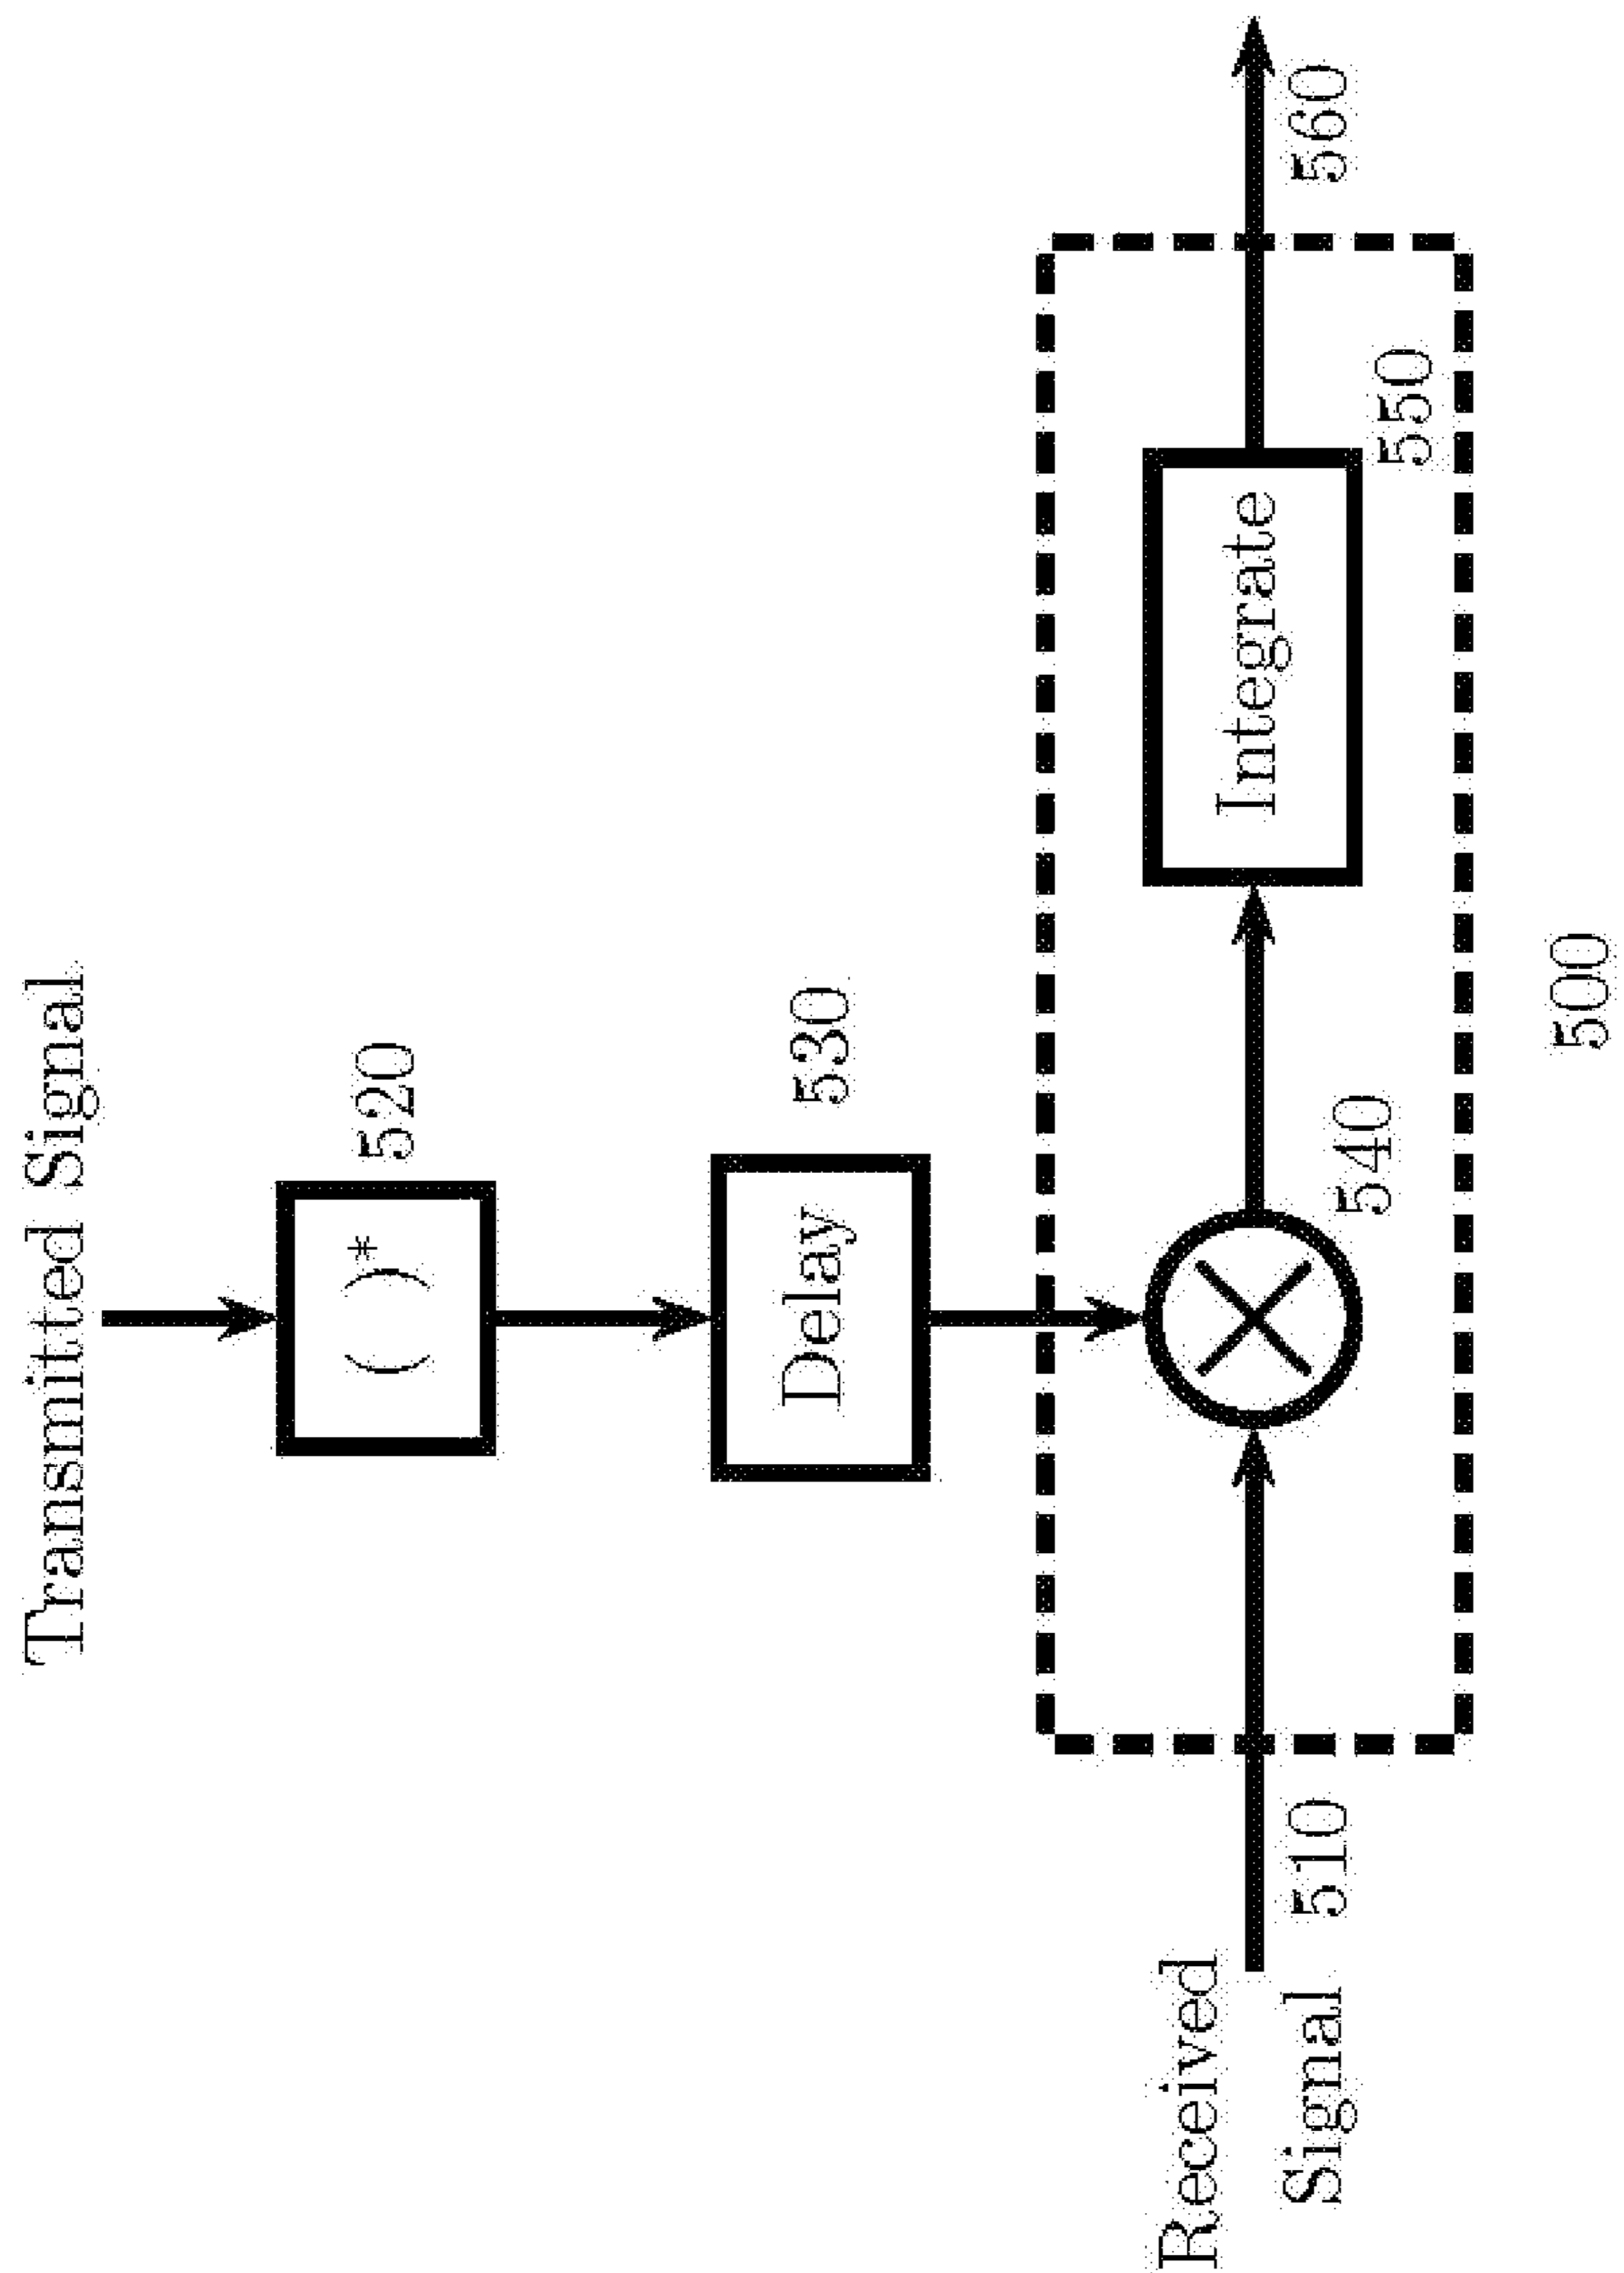 Transmitted Signal
( )*
520
Delay
530
Received
Signal
510
540
Integrate
550
560
500